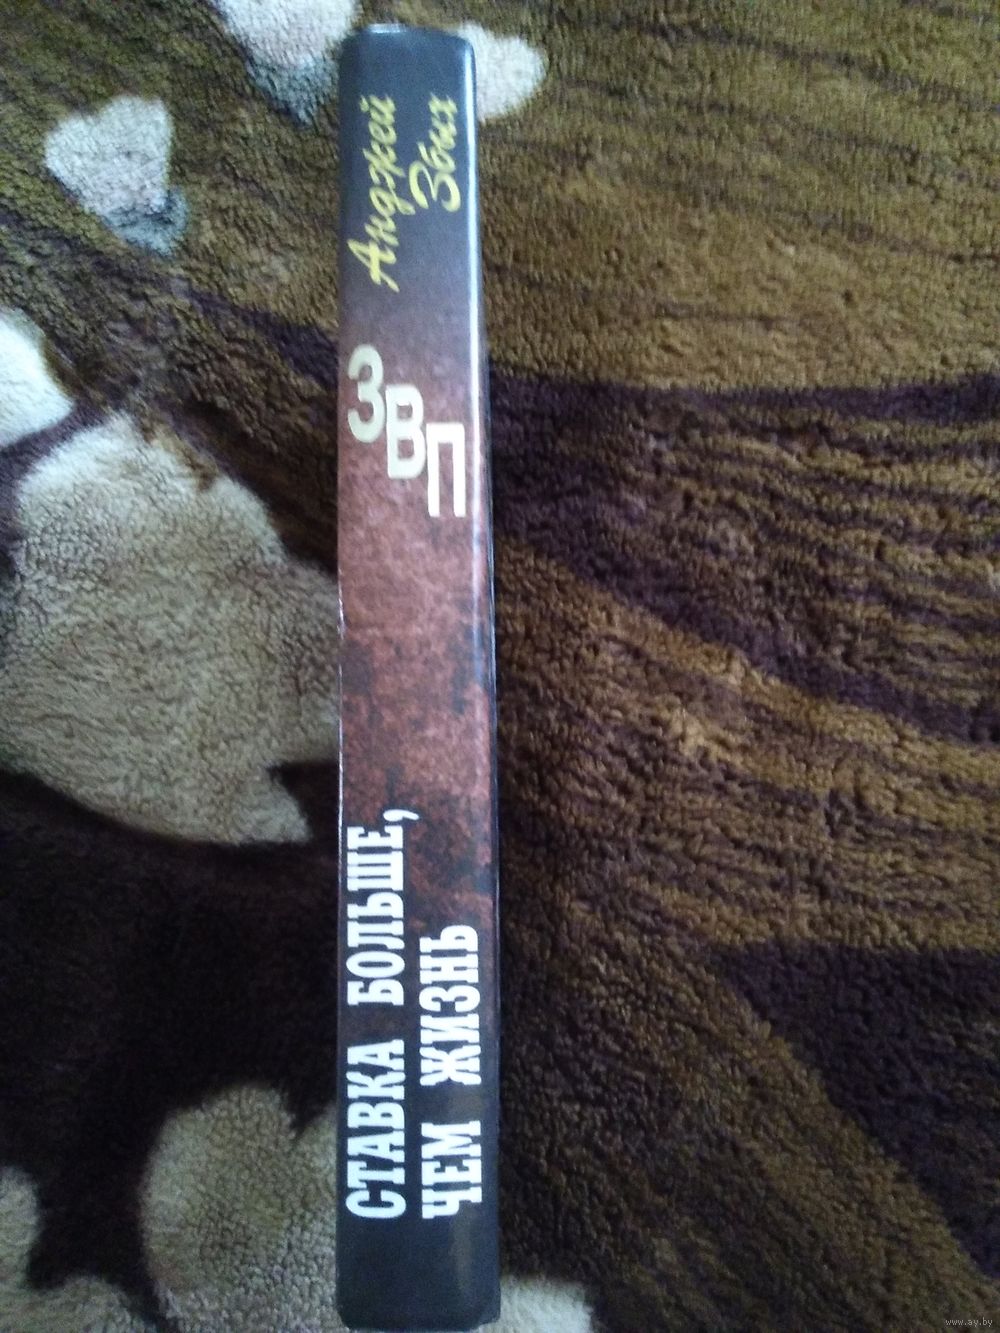 Анджей
Збых
ЗВП
СТАВКА БОЛЬШЕ,
ЧЕМ ЖИЗНЬ
www.ay.by